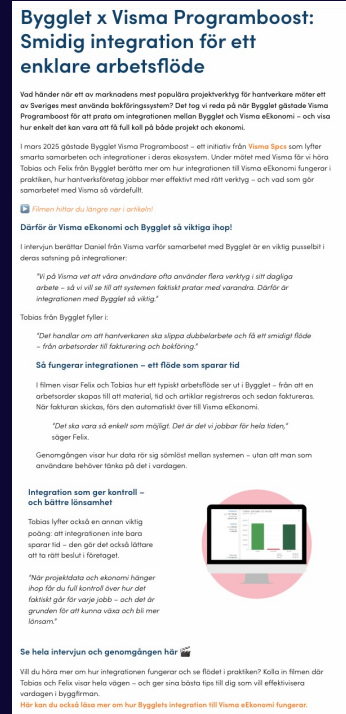 Bygglet x Visma Programboost:
Smidig integration för ett
enklare arbetsflöde
Vad händer när ett av marknadens mest populära projektverktyg för hantverkare möter ett
av Sveriges mest använda bokföringssystem? Det tog vi reda på när Bygglet gästade Visma
Programboost för att prata om integrationen mellan Bygglet och Visma eEkonomi – och visa
hur enkelt det kan vara att få full koll på både projekt och ekonomi.
I mars 2025 gästade Bygglet Visma Programboost – ett initiativ från Visma Spcs som lyfter
smarta samarbeten och integrationer i deras ekosystem. Under mötet med Visma får vi höra
Tobias och Felix från Bygglet berätta mer om hur integrationen till Visma eEkonomi fungerar i
praktiken, hur hantverksföretag jobbar mer effektivt med rätt verktyg – och vad som gör
samarbetet med Visma så värdefullt.
Filmen hittar du längre ner i artikeln!
Därför är Visma eEkonomi och Bygglet så viktiga ihop!
I intervjun berättar Daniel från Visma varför samarbetet med Bygglet är en viktig pusselbit i
deras satsning på integrationer:
"Vi på Visma vet att våra användare ofta använder flera verktyg i sitt dagliga
arbete – så vi vill se till att systemen faktiskt pratar med varandra. Därför är
integrationen med Bygglet så viktig."
Tobias från Bygglet fyller i:
"Det handlar om att hantverkaren ska slippa dubbelarbete och få ett smidigt flöde
– från arbetsorder till fakturering och bokföring."
Så fungerar integrationen – ett flöde som sparar tid
I filmen visar Felix och Tobias hur ett typiskt arbetsflöde ser ut i Bygglet – från att en
arbetsorder skapas till att material, tid och artiklar registreras och sedan faktureras.
När fakturan skickas, förs den automatiskt över till Visma eEkonomi.
"Det ska vara så enkelt som möjligt. Det är det vi jobbar för hela tiden,"
säger Felix.
Genomgången visar hur data rör sig sömlöst mellan systemen – utan att man som
användare behöver tänka på det i vardagen.
Integration som ger kontroll –
och bättre lönsamhet
Tobias lyfter också en annan viktig
poäng: att integrationen inte bara
sparar tid – den gör det också lättare
att ta rätt beslut i företaget.
"När projektdata och ekonomi hänger
ihop får du full kontroll över hur det
faktiskt går för varje jobb – och det är
grunden för att kunna växa och bli mer
lönsam."
Se hela intervjun och genomgången här
Vill du höra mer om hur integrationen fungerar och se flödet i praktiken? Kolla in filmen där
Tobias och Felix visar hela vägen – och ger sina bästa tips till dig som vill effektivisera
vardagen i byggfirman.
Här kan du också läsa mer om hur Bygglets integration till Visma eEkonomi fungerar.